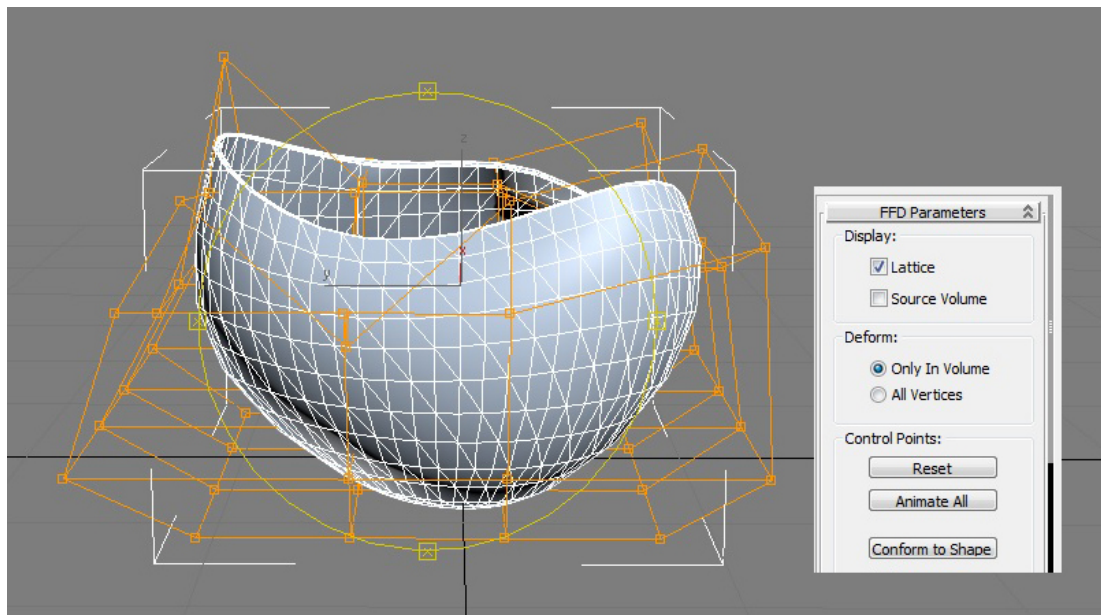 z
x
y
FFD Parameters
Display:
Lattice
Source Volume
Deform:
Only In Volume
All Vertices
Control Points:
Reset
Animate All
Conform to Shape